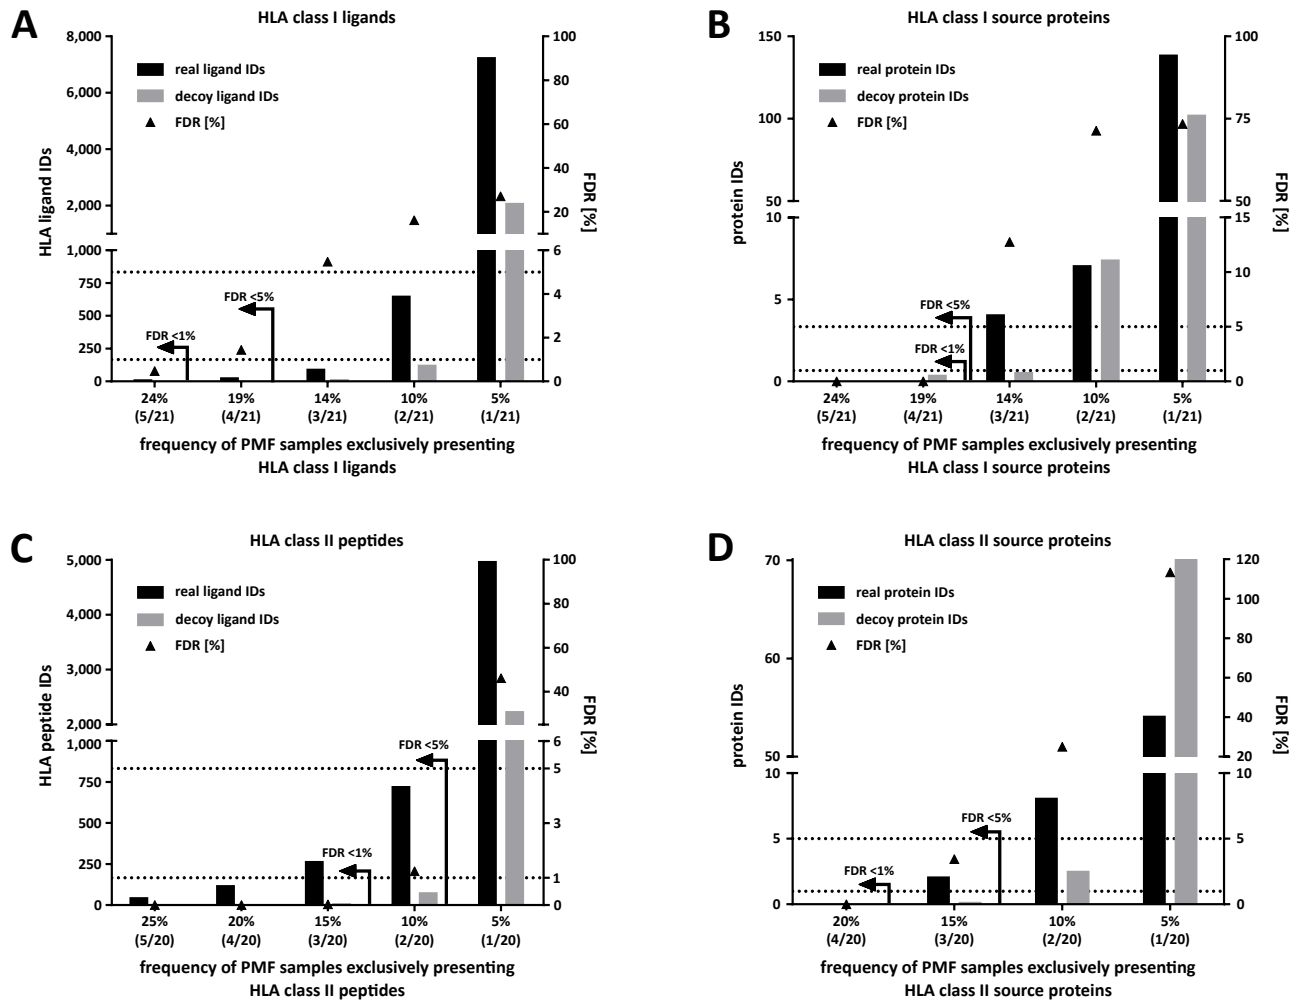 A
HLA class I ligands
8,000
6,000
4,000
2,000
1,000
750
500
250
0
100
80
60
40
20
6
4
2
0
HLA ligand IDs
FDR [%]
real ligand IDs
decoy ligand IDs
FDR [%]
FDR <1%
FDR <5%
24% 19% 14% 10% 5%
(5/21) (4/21) (3/21) (2/21) (1/21)
frequency of PMF samples exclusively presenting
HLA class I ligands
B
HLA class I source proteins
150
100
50
10
5
0
100
75
50
15
10
5
0
protein IDs
FDR [%]
real protein IDs
decoy protein IDs
FDR [%]
FDR <5%
FDR <1%
24% 19% 14% 10% 5%
(5/21) (4/21) (3/21) (2/21) (1/21)
frequency of PMF samples exclusively presenting
HLA class I source proteins
C
HLA class II peptides
5,000
4,000
3,000
2,000
1,000
750
500
250
0
100
80
60
40
6
5
3
1
0
HLA peptide IDs
FDR [%]
real ligand IDs
decoy ligand IDs
FDR [%]
FDR <5%
FDR <1%
25% 20% 15% 10% 5%
(5/20) (4/20) (3/20) (2/20) (1/20)
frequency of PMF samples exclusively presenting
HLA class II peptides
D
HLA class II source proteins
70
60
50
10
5
0
120
100
80
60
40
20
10
5
0
protein IDs
FDR [%]
real protein IDs
decoy protein IDs
FDR [%]
FDR <5%
FDR <1%
20% 15% 10% 5%
(4/20) (3/20) (2/20) (1/20)
frequency of PMF samples exclusively presenting
HLA class II source proteins